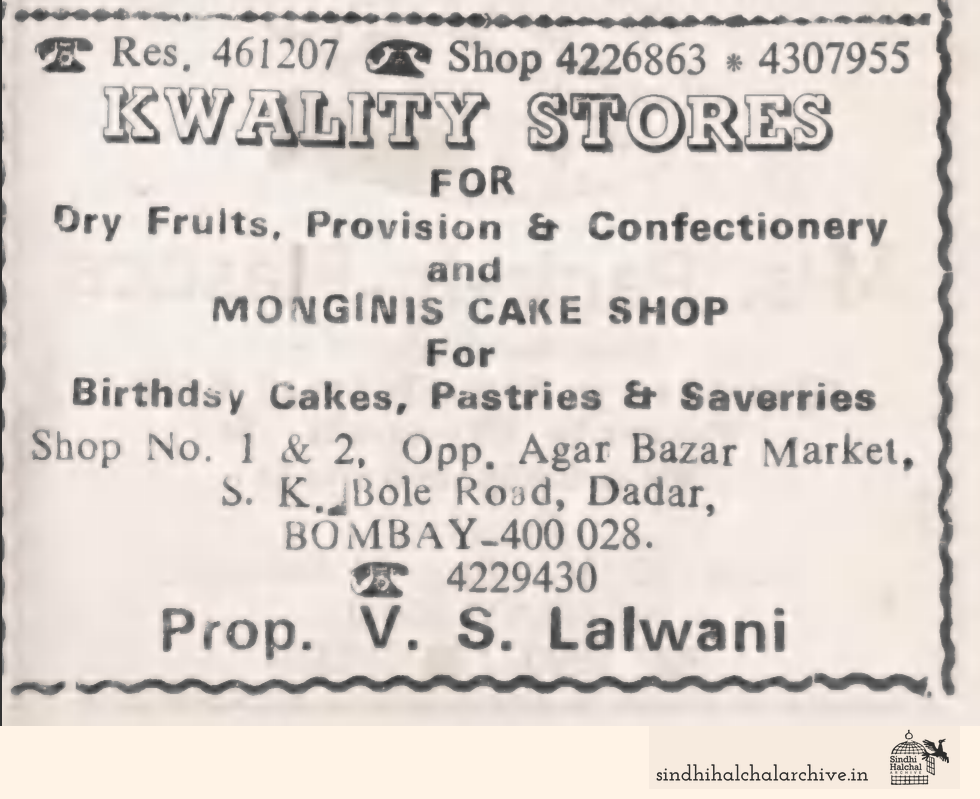 ☎ Res. 461207 ☎ Shop 4226863 * 4307955
KWALITY STORES
FOR
Dry Fruits, Provision & Confectionery
and
MONGINIS CAKE SHOP
For
Birthdsy Cakes, Pastries & Saverries
Shop No. 1 & 2, Opp. Agar Bazar Market,
S. K. Bole Road, Dadar,
BOMBAY-400 028.
☎ 4229430
Prop. V. S. Lalwani
sindhihalchalarchive.in
Sindhi
Halchal
ARCHIVE